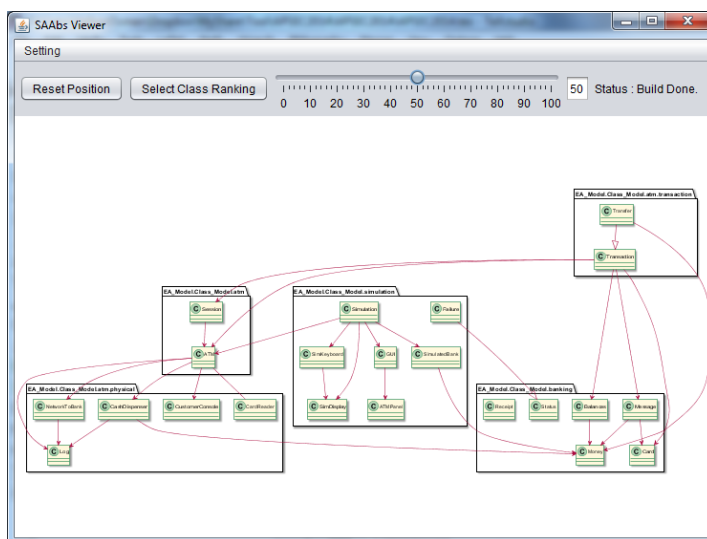 SAAbs Viewer
Setting
Reset Position Select Class Ranking 0 10 20 30 40 50 60 70 80 90 100 50 Status : Build Done.
EA_Model.Class_Model.atm.transaction
C Transfer
C Transaction
EA_Model.Class_Model.atm
C Session
C ATM
EA_Model.Class_Model.simulation
C Simulation C Failure
C SimKeyboard C GUI C SimulatedBank
C SimDisplay C ATMPanel
EA_Model.Class_Model.atm.physical
C NetworkToBank C CashDispenser C CustomerConsole C CardReader
C Log
EA_Model.Class_Model.banking
C Receipt C Status C Balances C Message
C Money C Card